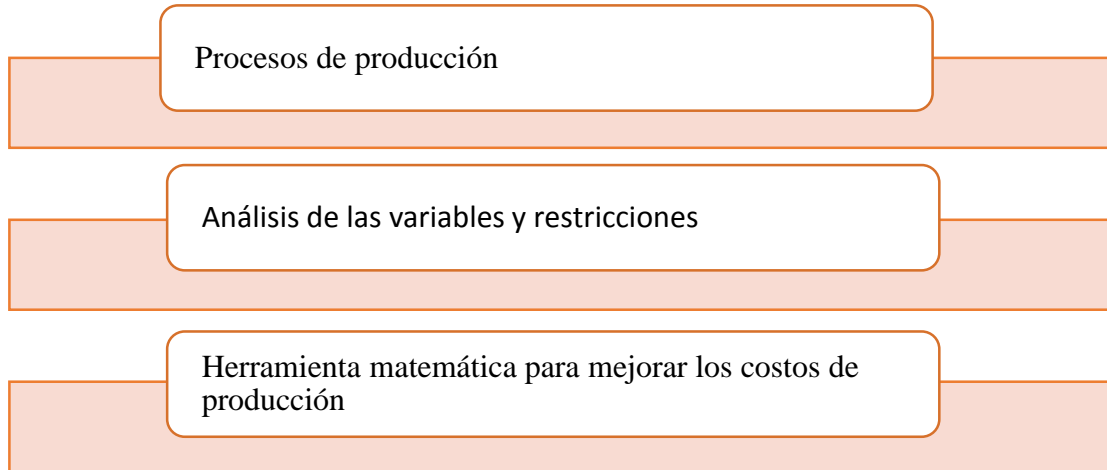 Procesos de producción
Análisis de las variables y restricciones
Herramienta matemática para mejorar los costos de
producción